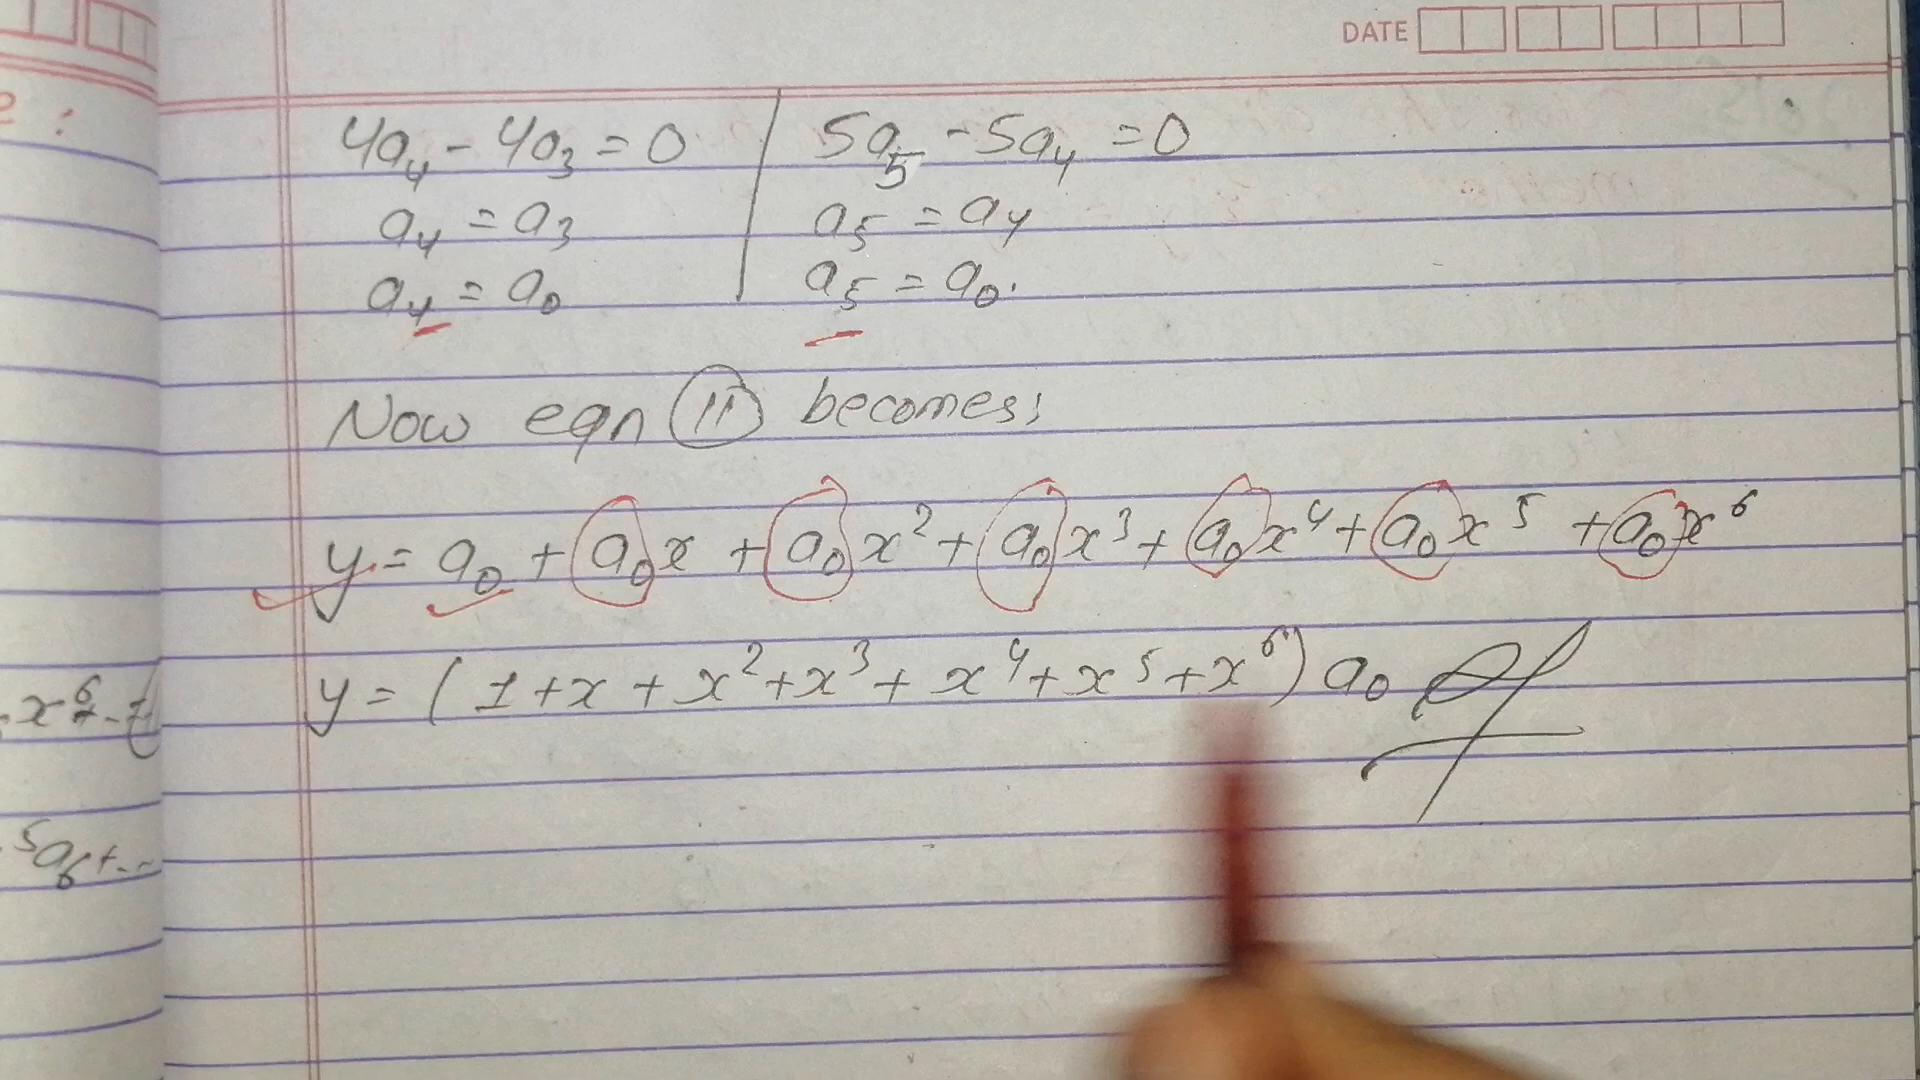 DATE
4a₄ - 4a₃ = 0
a₄ = a₃
a₄ = a₀
5a₅ - 5a₄ = 0
a₅ = a₄
a₅ = a₀.
Now eqn (11) becomes;
y = a₀ + a₀x + a₀x² + a₀x³ + a₀x⁴ + a₀x⁵ + a₀x⁶
y = (1 + x + x² + x³ + x⁴ + x⁵ + x⁶) a₀